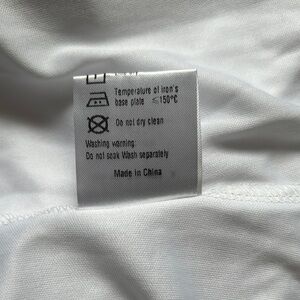 Temperature of iron's
base plate ≤150°C
Do not dry clean
Washing warning:
Do not soak Wash separately
Made in China